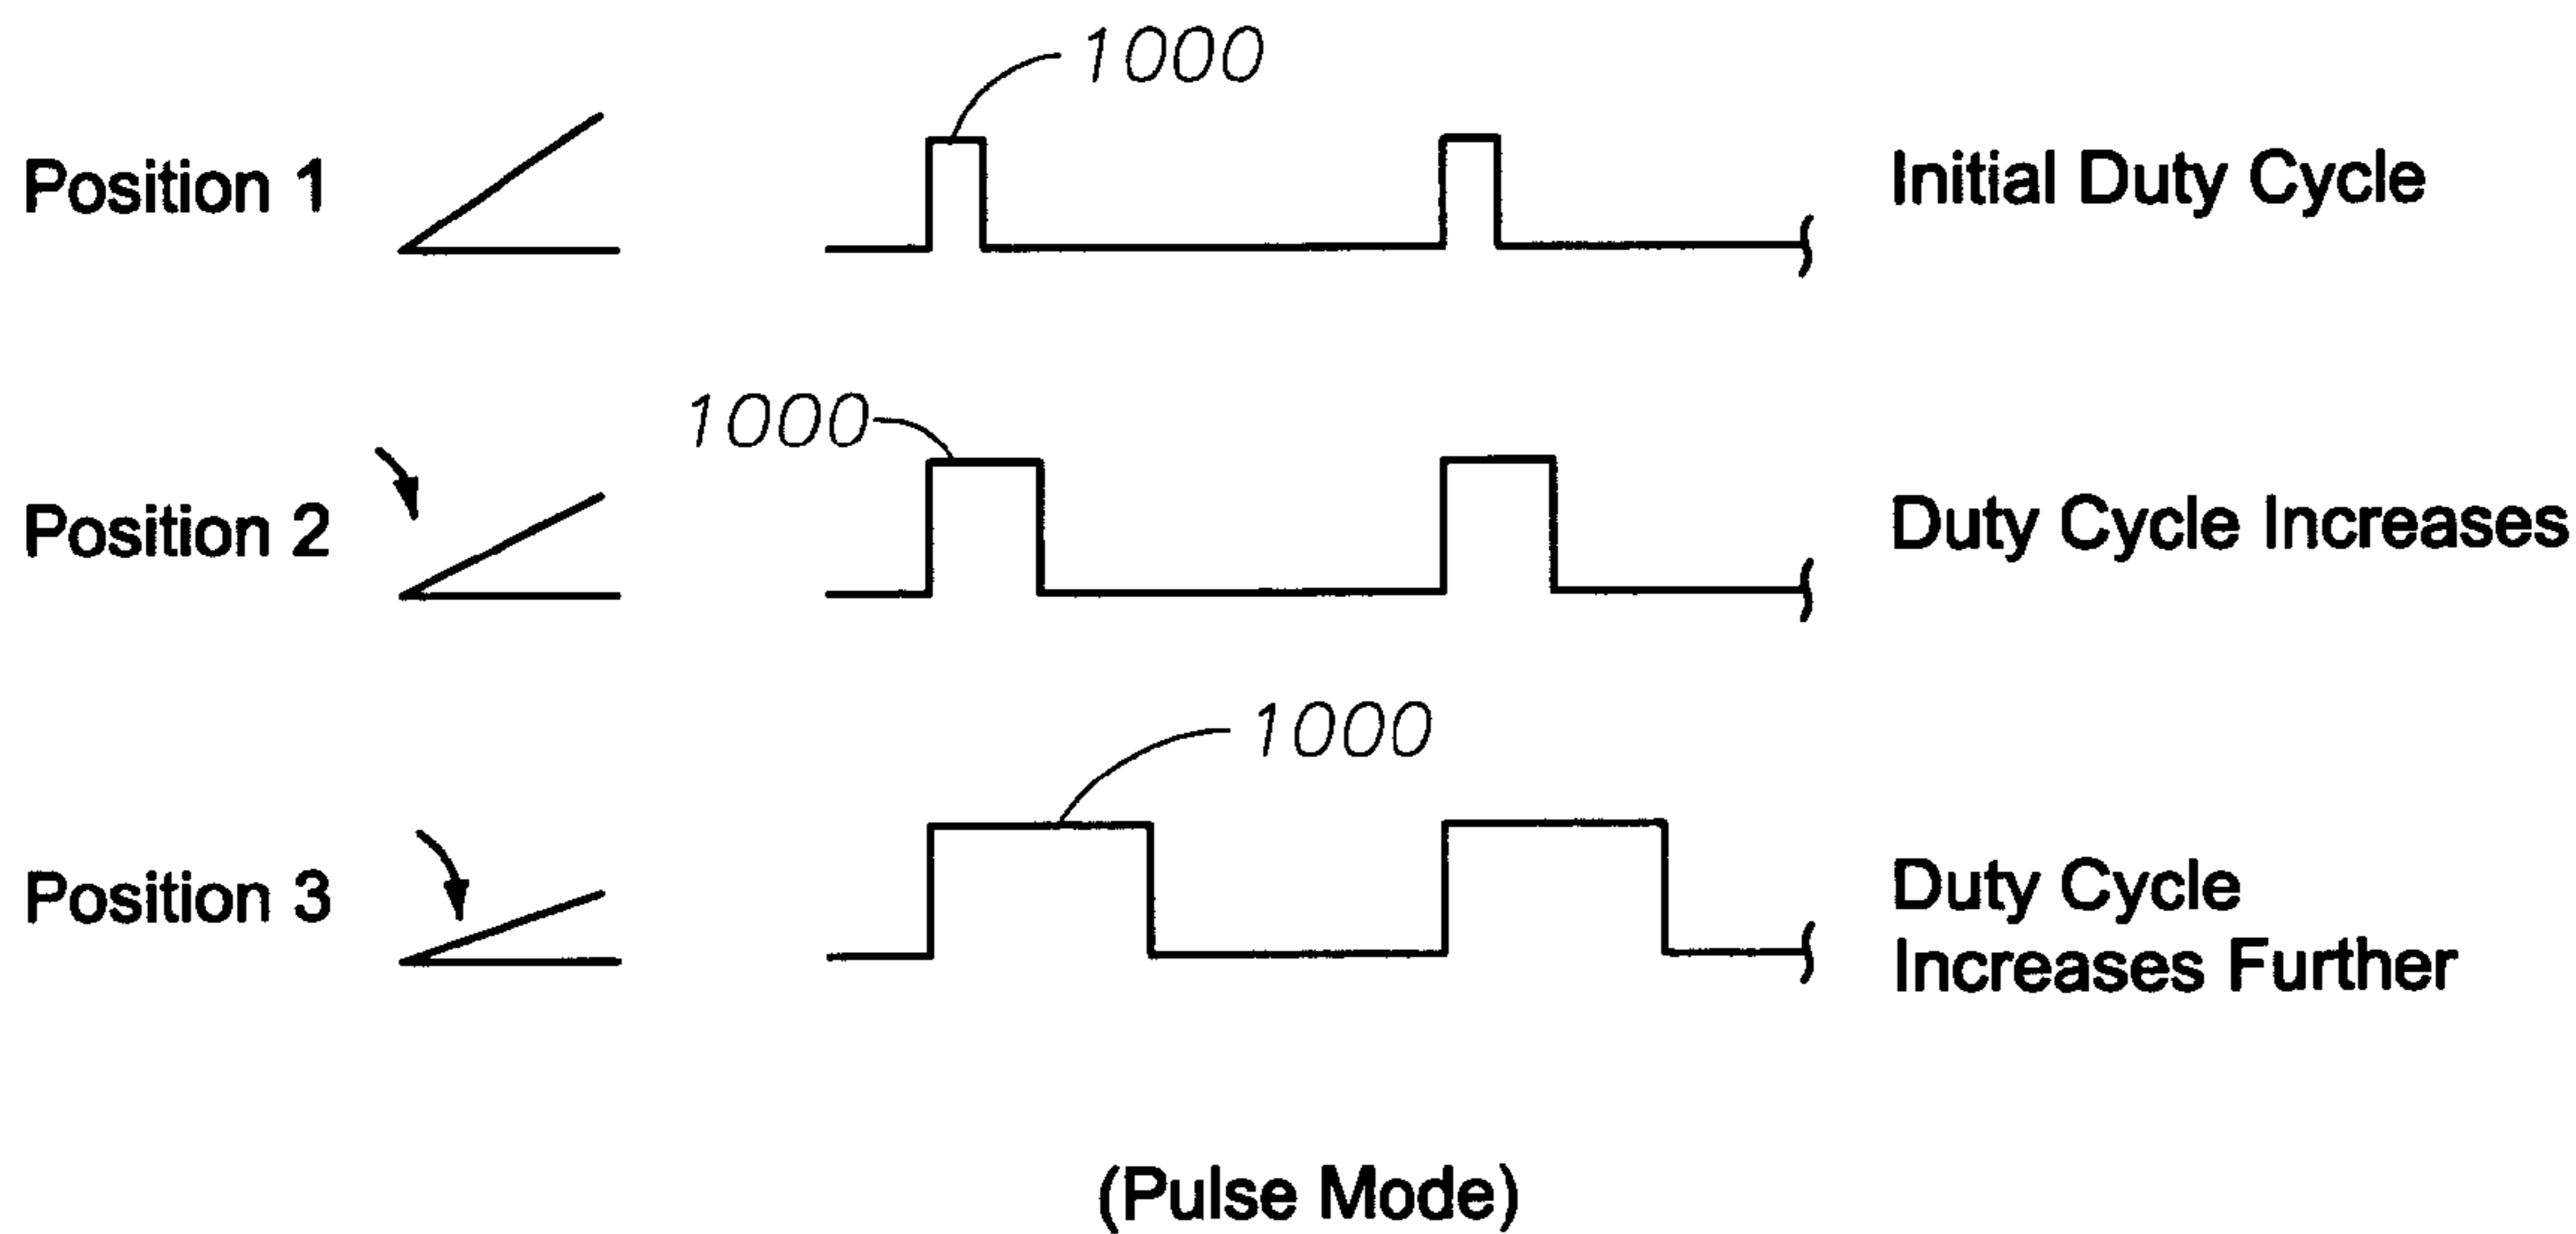 1000
Position 1
Initial Duty Cycle
1000
Position 2
Duty Cycle Increases
1000
Position 3
Duty Cycle
Increases Further
(Pulse Mode)